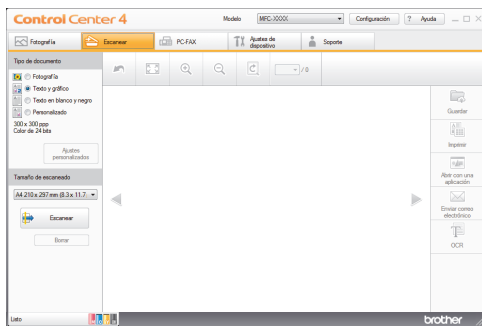 Control Center 4
Modelo
MFC-XXXX
Configuración
? Ayuda
Fotografía
Escanear
PC-FAX
Ajustes de
dispositivo
Soporte
Tipo de documento
Fotografía
Texto y gráfico
Texto en blanco y negro
Personalizado
300 x 300 ppp
Color de 24 bits
Ajustes
personalizados
Tamaño de escaneado
A4 210 x 297 mm (8.3 x 11.7
Escanear
Borrar
/ 0
Guardar
Imprimir
Abrir con una
aplicación
Enviar correo
electrónico
OCR
Listo
brother